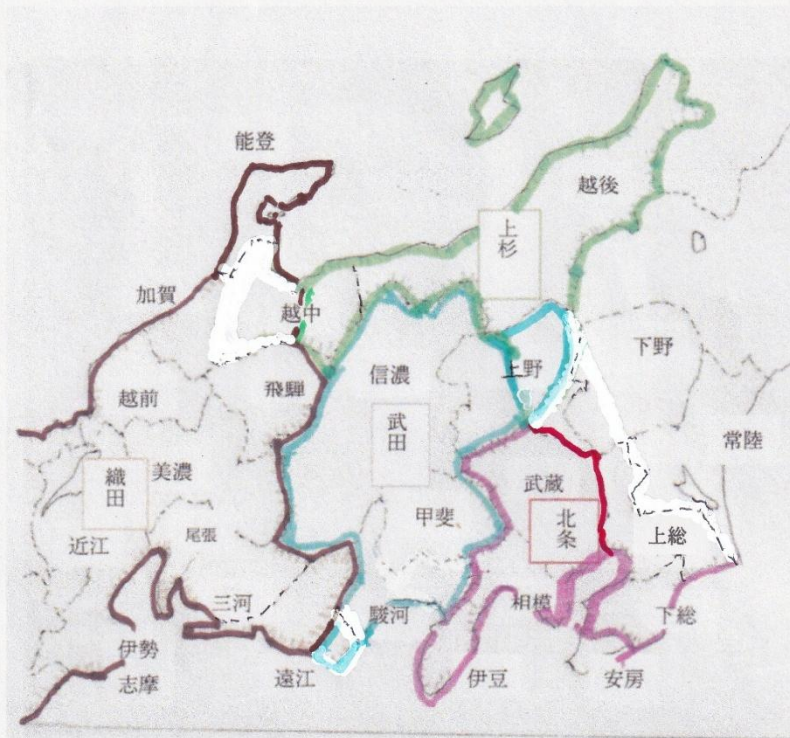 能登
越後
上杉
加賀
越中
下野
上野
信濃
飛騨
越前
武田
常陸
美濃
織田
武蔵
甲斐
北条
尾張
上総
近江
三河
駿河
相模
下総
伊勢
志摩
遠江
伊豆
安房